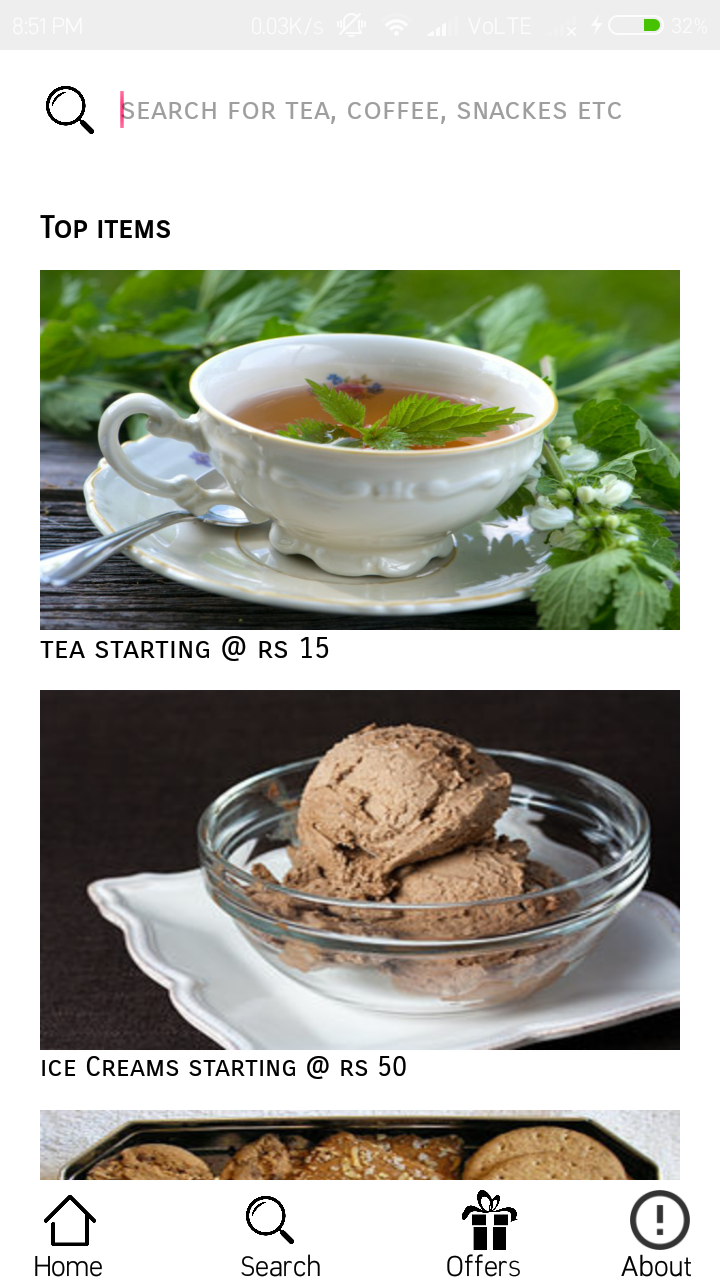 8:51 PM 0.03K/s VoLTE 32%
SEARCH FOR TEA, COFFEE, SNACKES ETC
TOP ITEMS
TEA STARTING @ RS 15
ICE CREAMS STARTING @ RS 50
Home Search Offers About